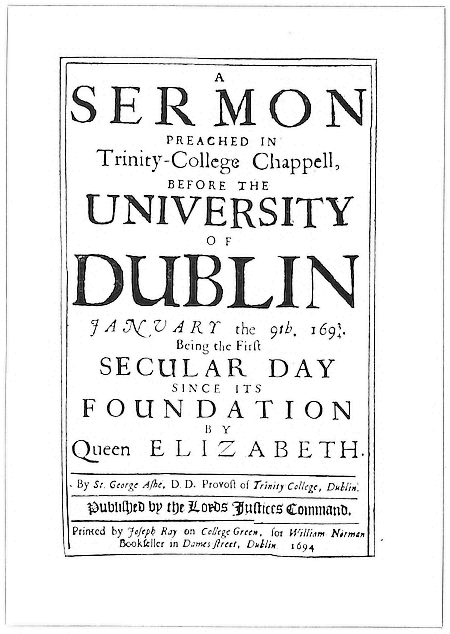 A
SERMON
PREACHED IN
Trinity-College Chappell,
BEFORE THE
UNIVERSITY
OF
DUBLIN
JANUARY the 9th. 169¾.
Being the Firſt
SECULAR DAY
SINCE ITS
FOUNDATION
BY
Queen ELIZABETH.
By St. George Aſhe, D. D. Provoſt of Trinity College, Dublin.
Publiſhed by the Lords Juſtices Command.
Printed by Joſeph Ray on College Green, for William Norman
Bookſeller in Dames ſtreet, Dublin 1694